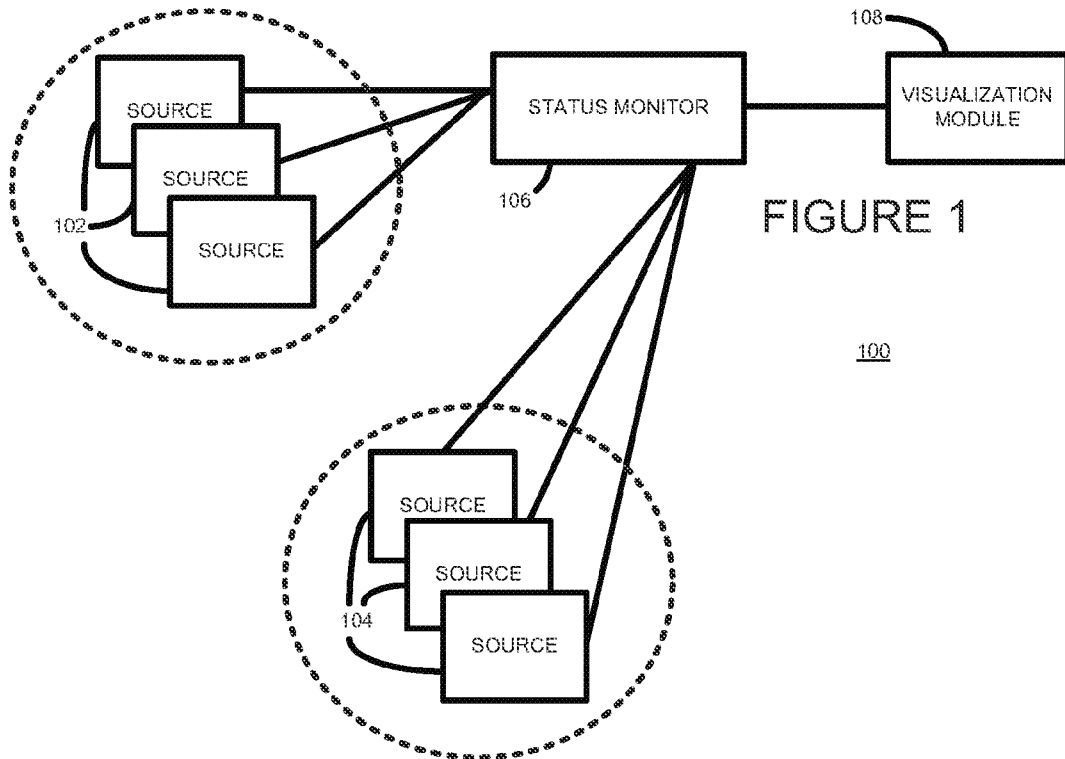 108
SOURCE
STATUS MONITOR
VISUALIZATION
MODULE
SOURCE
106
102
SOURCE
FIGURE 1
100
SOURCE
SOURCE
104
SOURCE